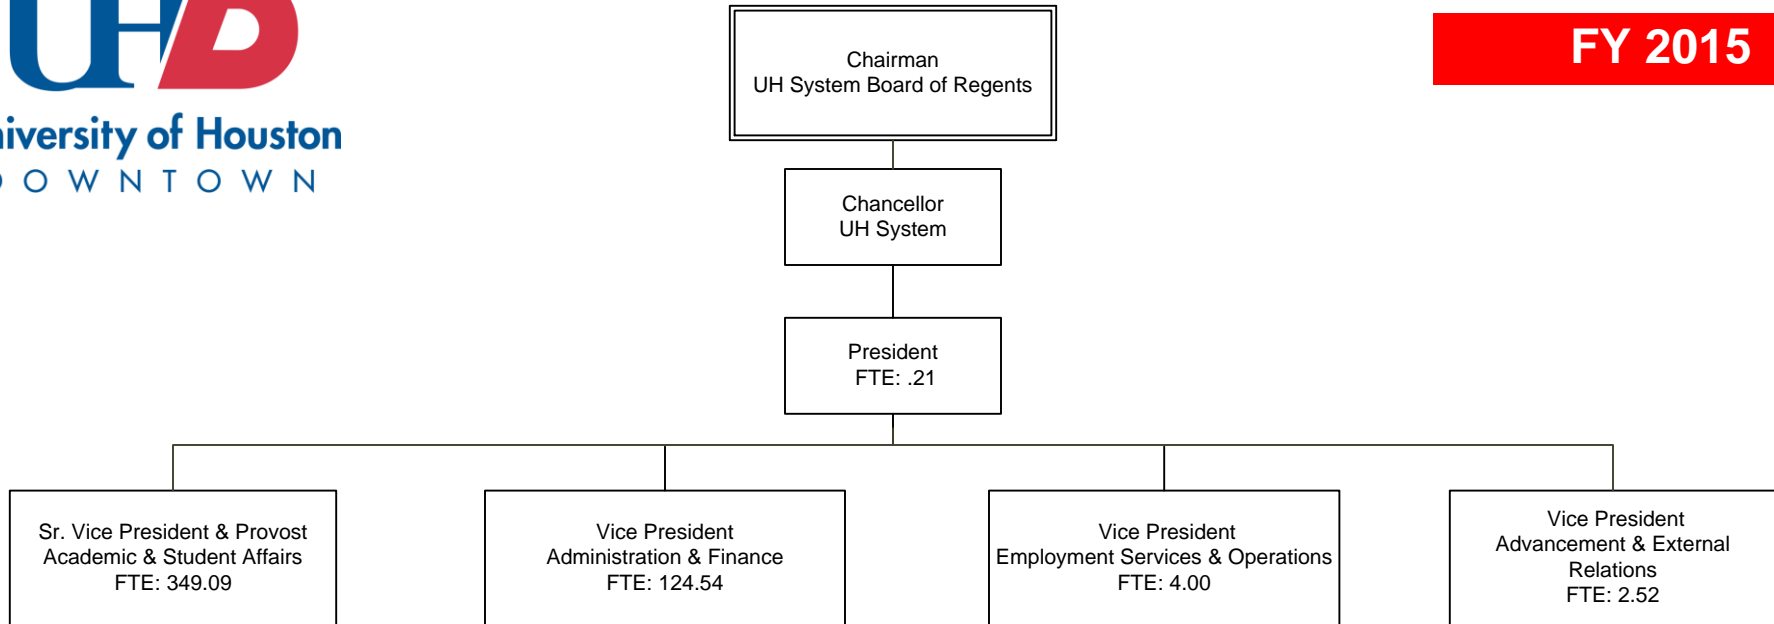 UHD
niversity of Houston
DOWNTOWN
FY 2015
Chairman
UH System Board of Regents
Chancellor
UH System
President
FTE: .21
Sr. Vice President & Provost
Academic & Student Affairs
FTE: 349.09
Vice President
Administration & Finance
FTE: 124.54
Vice President
Employment Services & Operations
FTE: 4.00
Vice President
Advancement & External
Relations
FTE: 2.52